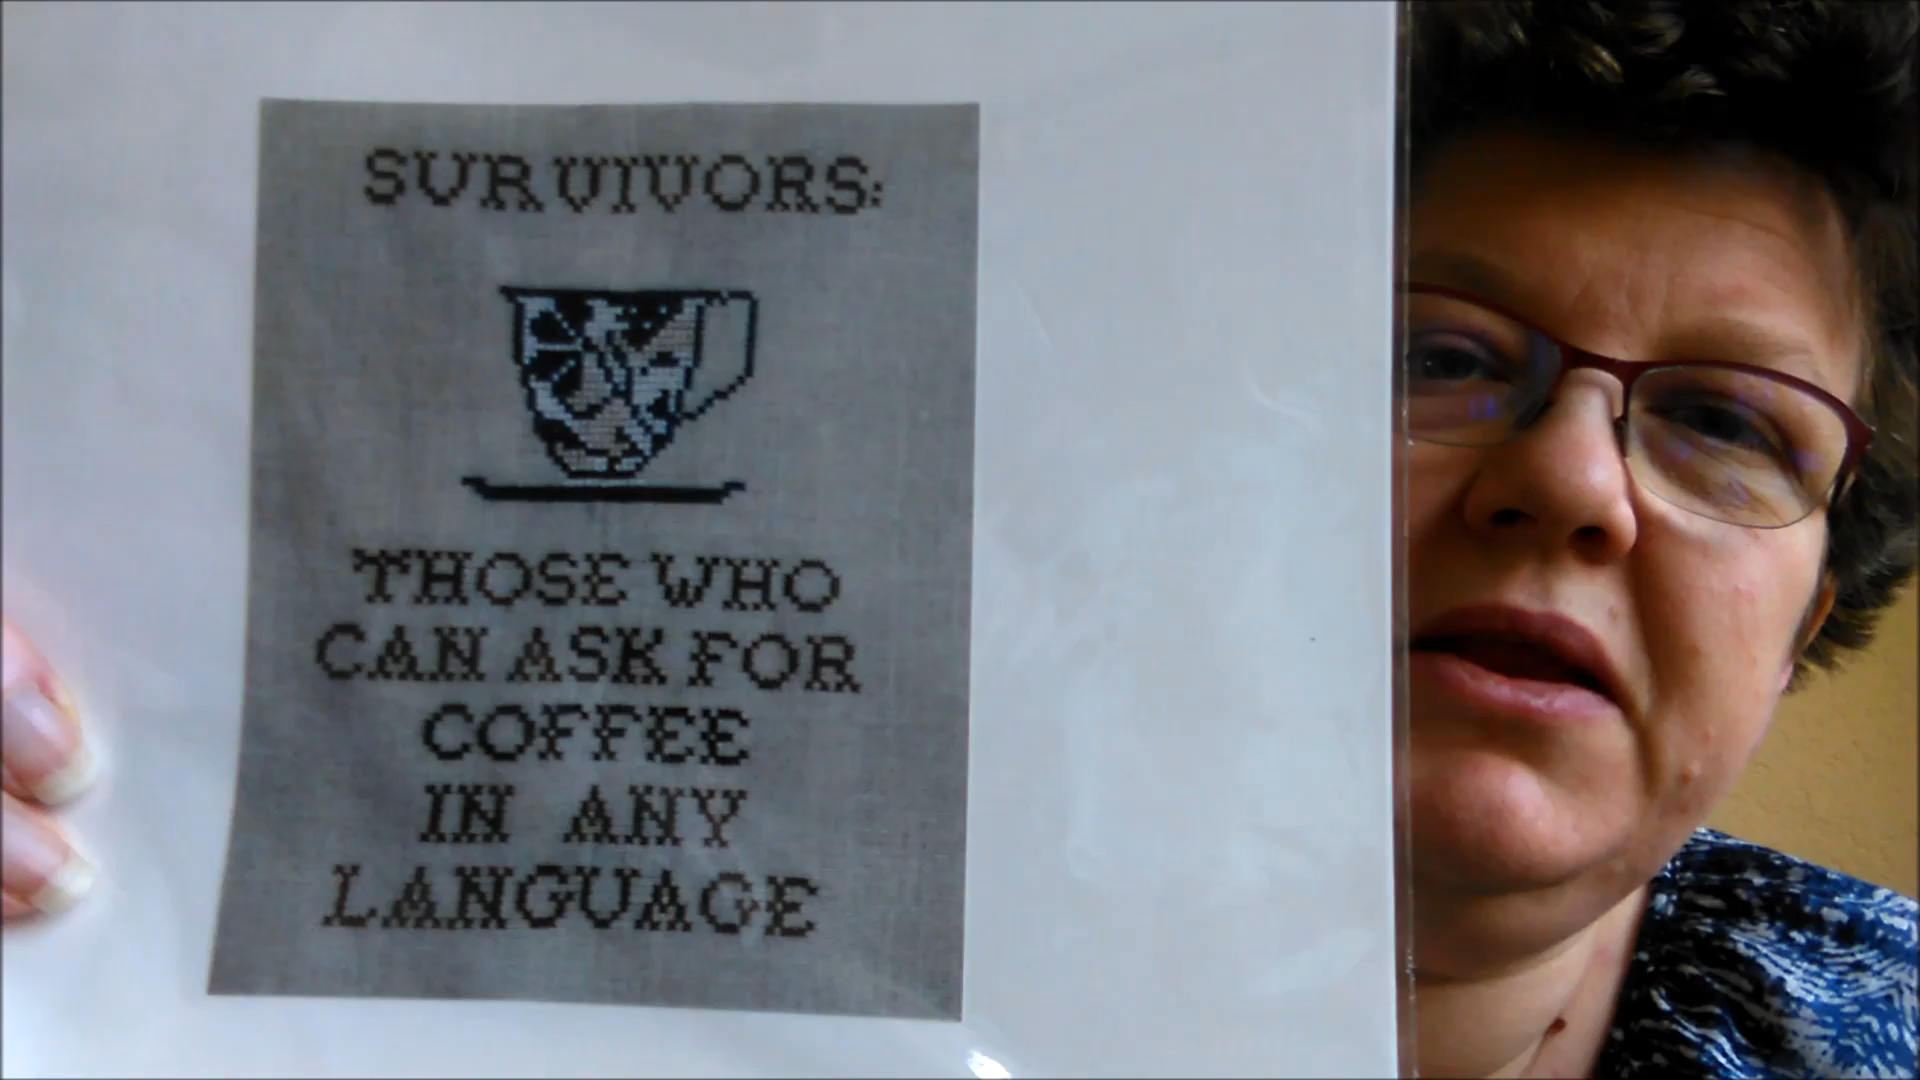 SURVIVORS:
THOSE WHO
CAN ASK FOR
COFFEE
IN ANY
LANGUAGE